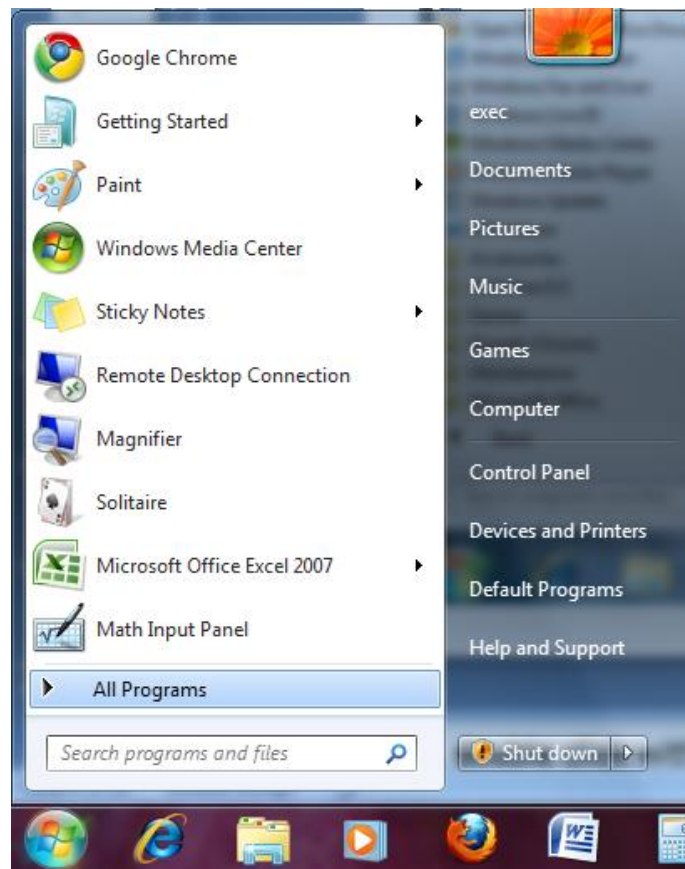 Google Chrome
Getting Started
Paint
Windows Media Center
Sticky Notes
Remote Desktop Connection
Magnifier
Solitaire
Microsoft Office Excel 2007
Math Input Panel
All Programs
Search programs and files
exec
Documents
Pictures
Music
Games
Computer
Control Panel
Devices and Printers
Default Programs
Help and Support
Shut down